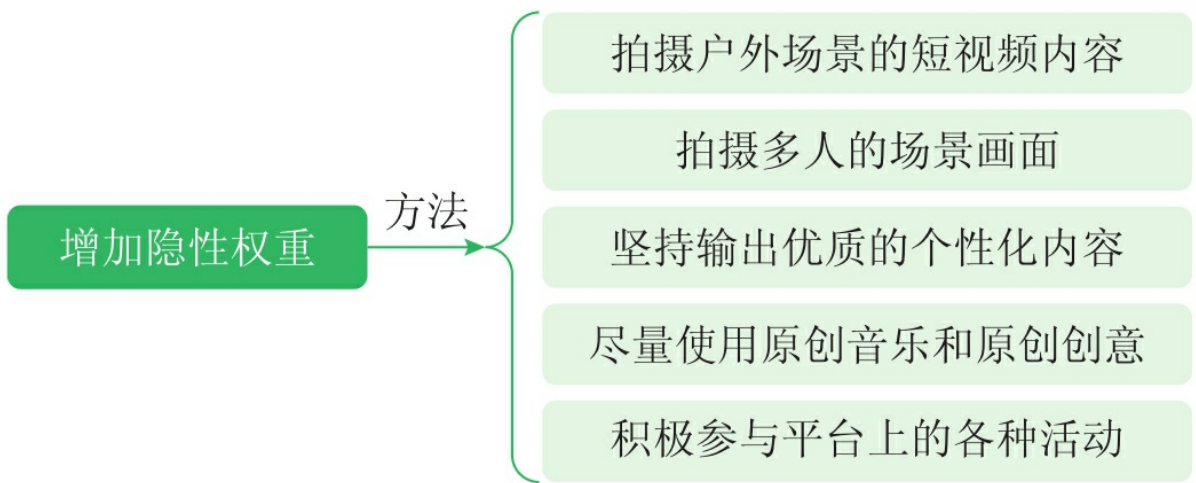 增加隐性权重
方法
拍摄户外场景的短视频内容
拍摄多人的场景画面
坚持输出优质的个性化内容
尽量使用原创音乐和原创创意
积极参与平台上的各种活动